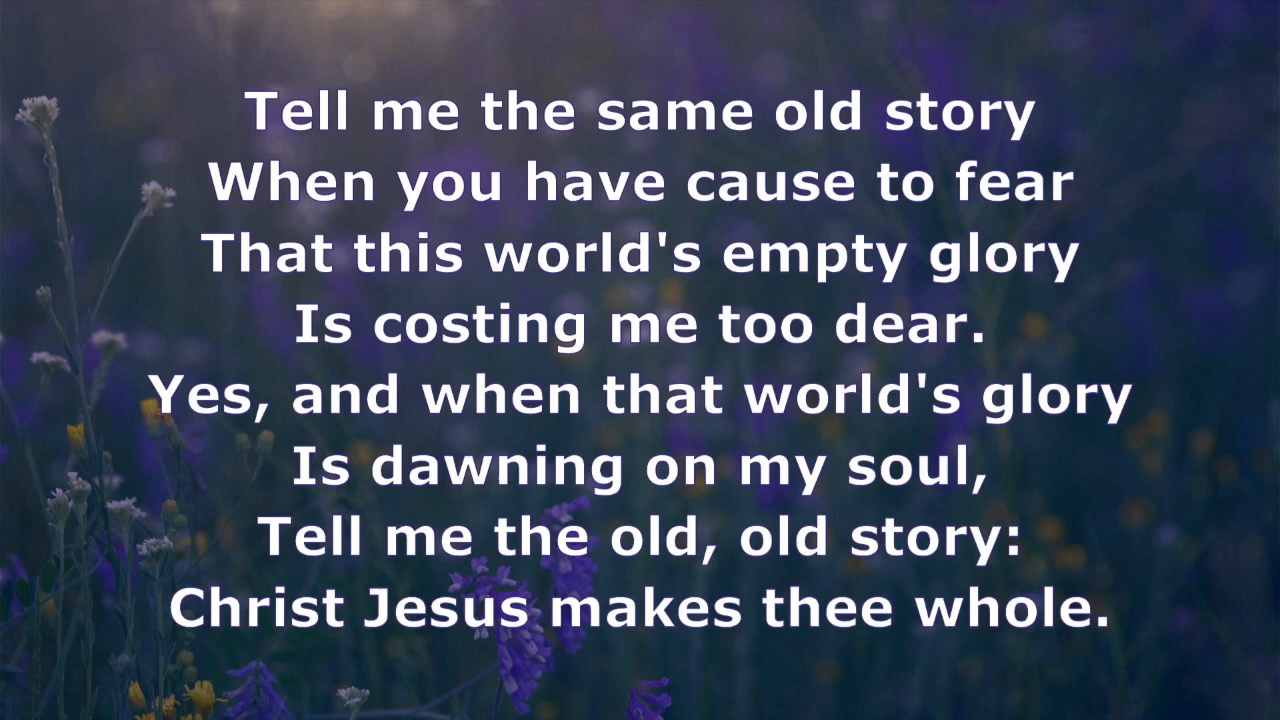 Tell me the same old story
When you have cause to fear
That this world's empty glory
Is costing me too dear.
Yes, and when that world's glory
Is dawning on my soul,
Tell me the old, old story:
Christ Jesus makes thee whole.